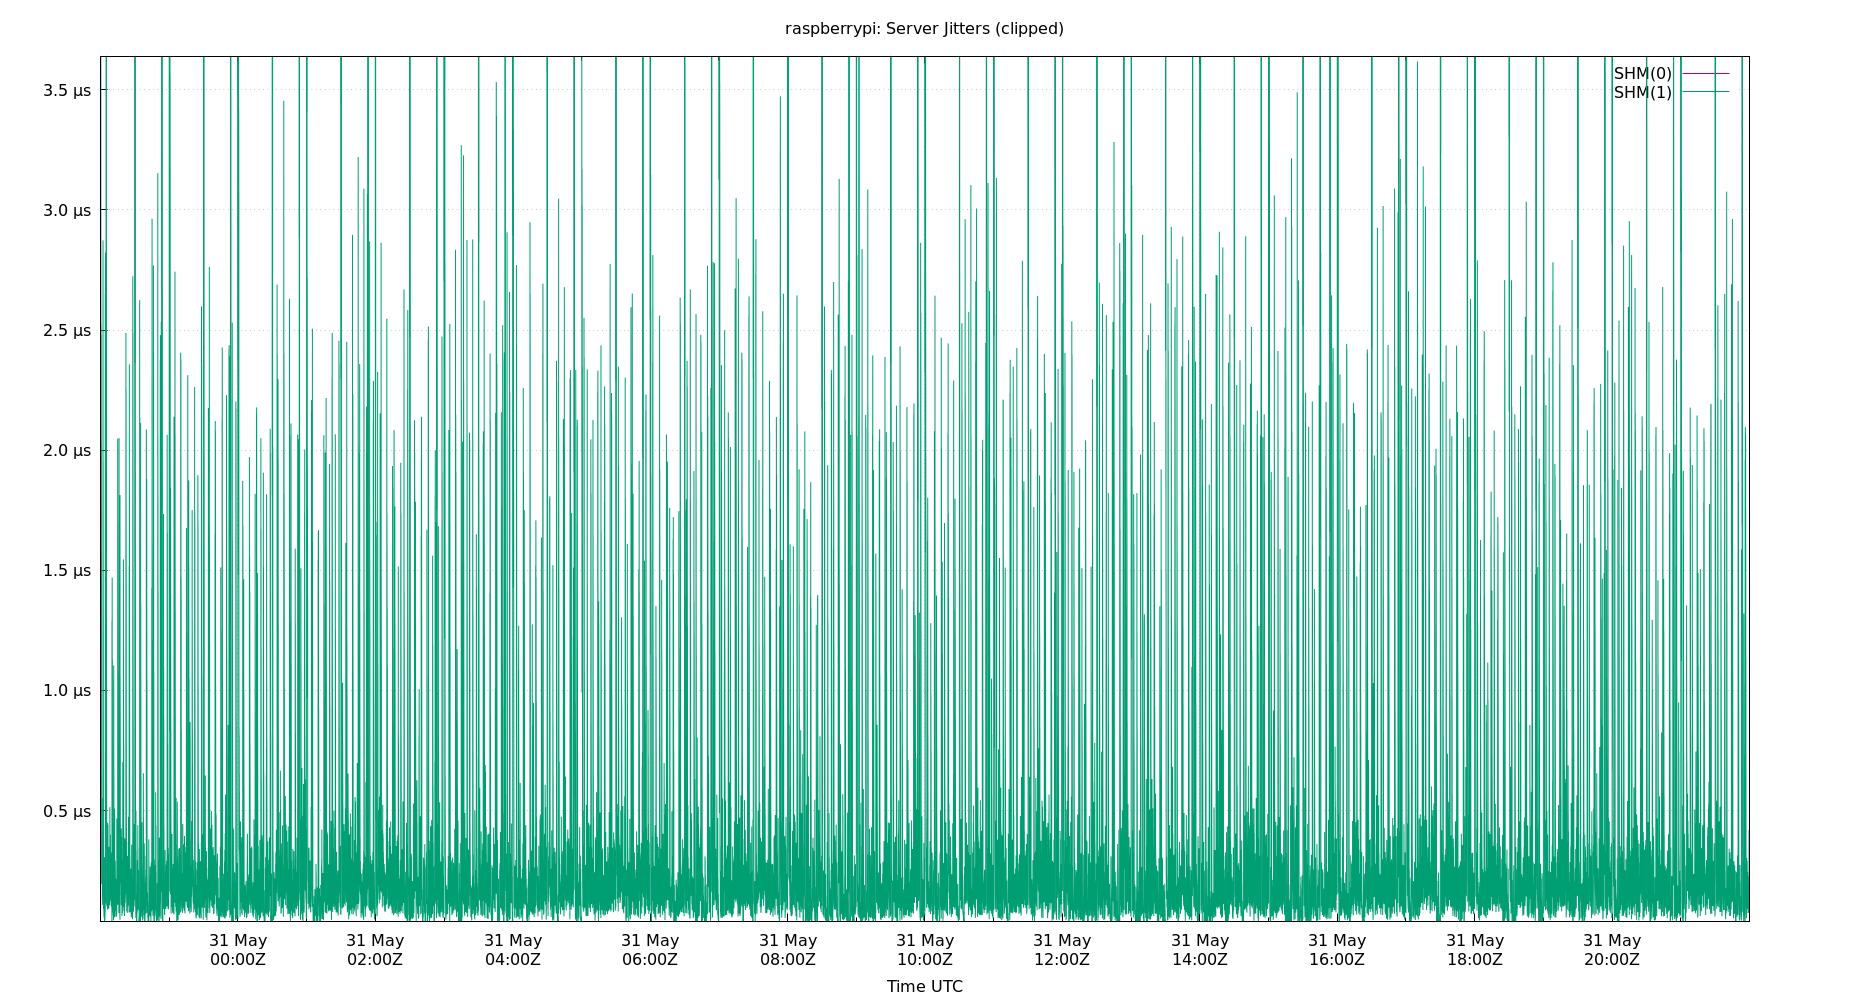 raspberrypi: Server Jitters (clipped)
SHM(0)
SHM(1)
3.5 µs
3.0 µs
2.5 µs
2.0 µs
1.5 µs
1.0 µs
0.5 µs
31 May 31 May 31 May 31 May 31 May 31 May 31 May 31 May 31 May 31 May 31 May
00:00Z 02:00Z 04:00Z 06:00Z 08:00Z 10:00Z 12:00Z 14:00Z 16:00Z 18:00Z 20:00Z
Time UTC